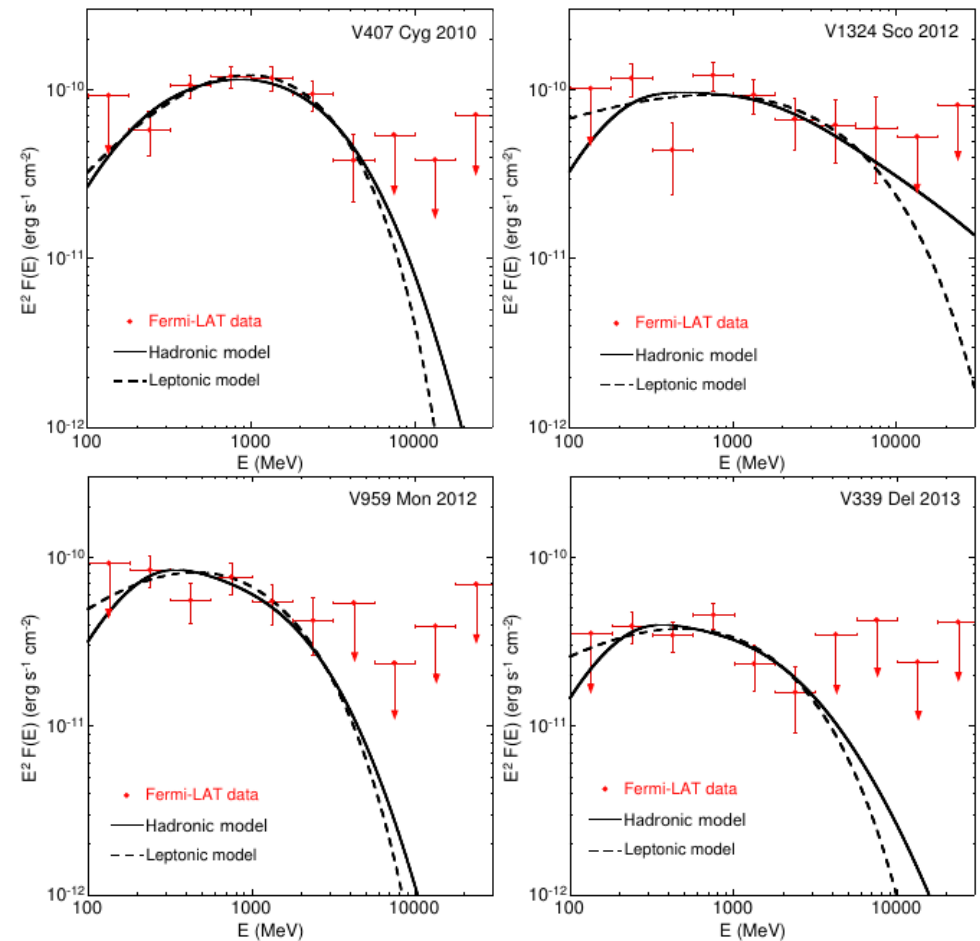 V407 Cyg 2010
10⁻¹⁰
10⁻¹¹
10⁻¹²
E² F(E) (erg s⁻¹ cm⁻²)
Fermi-LAT data
Hadronic model
Leptonic model
100
1000
10000
E (MeV)
V1324 Sco 2012
10⁻¹⁰
10⁻¹¹
10⁻¹²
E² F(E) (erg s⁻¹ cm⁻²)
Fermi-LAT data
Hadronic model
Leptonic model
100
1000
10000
E (MeV)
V959 Mon 2012
10⁻¹⁰
10⁻¹¹
10⁻¹²
E² F(E) (erg s⁻¹ cm⁻²)
Fermi-LAT data
Hadronic model
Leptonic model
100
1000
10000
E (MeV)
V339 Del 2013
10⁻¹⁰
10⁻¹¹
10⁻¹²
E² F(E) (erg s⁻¹ cm⁻²)
Fermi-LAT data
Hadronic model
Leptonic model
100
1000
10000
E (MeV)